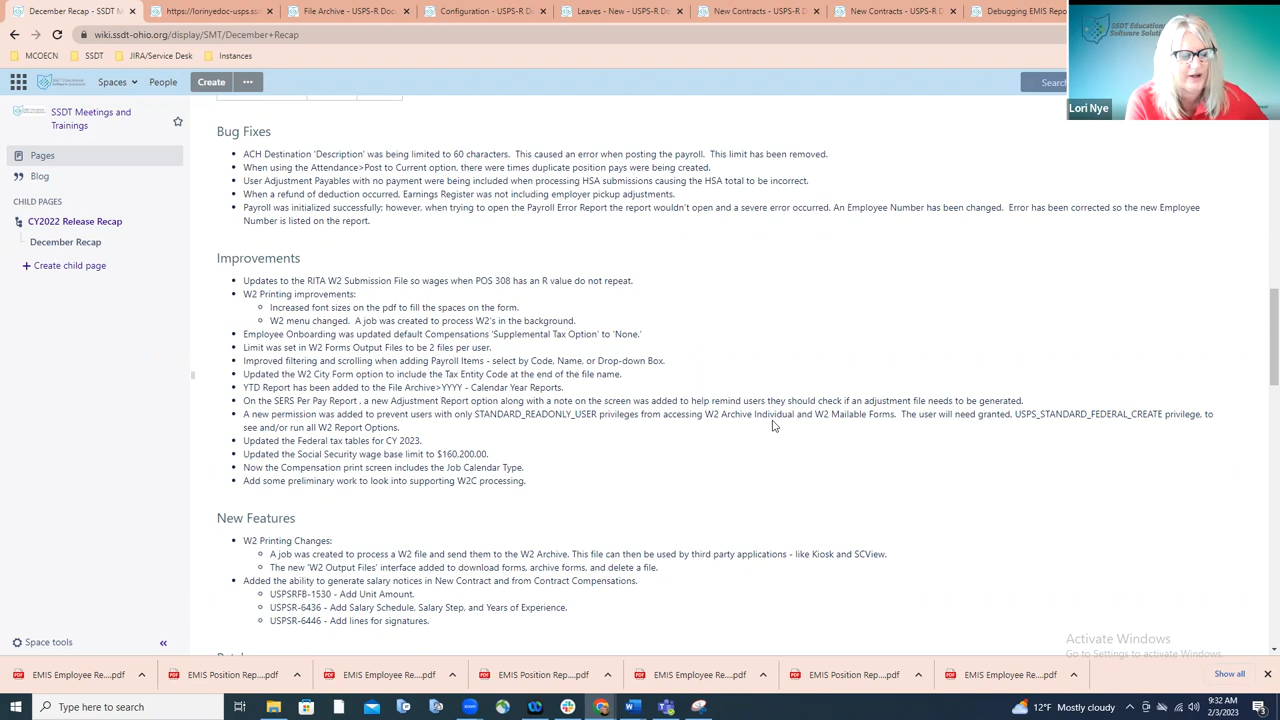 December Recap - SSDT M
https://lorinyedocn-usps-r
File Archive - USPS-R Doc
Configuration - USPS-R D
Leaves - New - USPS-R D
New Contracts - USPS-R D
New Contracts - USPS-R D
Debugging EMIS Repo
wiki.ssdt-ohio.org/display/SMT/December+Recap
MCOECN
SSDT
JIRA/Service Desk
Instances
SSDT Educational Software Solutions
Spaces
People
Create
Search
SSDT Educa
Software Soluti
Lori Nye
SSDT Meetings and
Trainings
Pages
Blog
CHILD PAGES
CY2022 Release Recap
December Recap
+ Create child page
Space tools
Bug Fixes
ACH Destination 'Description' was being limited to 60 characters. This caused an error when posting the payroll. This limit has been removed.
When using the Attendance>Post to Current option, there were times duplicate position pays were being created.
User Adjustment Payables with no payment were being included when processing HSA submissions causing the HSA total to be incorrect.
When a refund of deduction occurred, Earnings Register was not including employer pickup adjustments.
Payroll was initialized successfully; however, when trying to open the Payroll Error Report the report wouldn't open and a severe error occurred. An Employee Number has been changed. Error has been corrected so the new Employee
Number is listed on the report.
Improvements
Updates to the RITA W2 Submission File so wages when POS 308 has an R value do not repeat.
W2 Printing improvements:
Increased font sizes on the pdf to fill the spaces on the form.
W2 menu changed. A job was created to process W2's in the background.
Employee Onboarding was updated default Compensations 'Supplemental Tax Option' to 'None.'
Limit was set in W2 Forms Output Files to be 2 files per user.
Improved filtering and scrolling when adding Payroll Items - select by Code, Name, or Drop-down Box.
Updated the W2 City Form option to include the Tax Entity Code at the end of the file name.
YTD Report has been added to the File Archive>YYYY - Calendar Year Reports.
On the SERS Per Pay Report , a new Adjustment Report option along with a note on the screen was added to help remind users they should check if an adjustment file needs to be generated.
A new permission was added to prevent users with only STANDARD_READONLY_USER privileges from accessing W2 Archive Individual and W2 Mailable Forms. The user will need granted, USPS_STANDARD_FEDERAL_CREATE privilege, to
see and/or run all W2 Report Options.
Updated the Federal tax tables for CY 2023.
Updated the Social Security wage base limit to $160,200.00.
Now the Compensation print screen includes the Job Calendar Type.
Add some preliminary work to look into supporting W2C processing.
New Features
W2 Printing Changes:
A job was created to process a W2 file and send them to the W2 Archive. This file can then be used by third party applications - like Kiosk and SCView.
The new 'W2 Output Files' interface added to download forms, archive forms, and delete a file.
Added the ability to generate salary notices in New Contract and from Contract Compensations.
USPSRFB-1530 - Add Unit Amount.
USPSR-6436 - Add Salary Schedule, Salary Step, and Years of Experience.
USPSR-6446 - Add lines for signatures.
Activate Windows
Go to Settings to activate Windows.
EMIS Employee Re....pdf
EMIS Position Rep....pdf
EMIS Employee Re....pdf
EMIS Position Rep....pdf
EMIS Employee Re....pdf
EMIS Position Rep....pdf
EMIS Employee Re....pdf
Show all
Type here to search
12°F Mostly cloudy
9:32 AM
2/3/2023